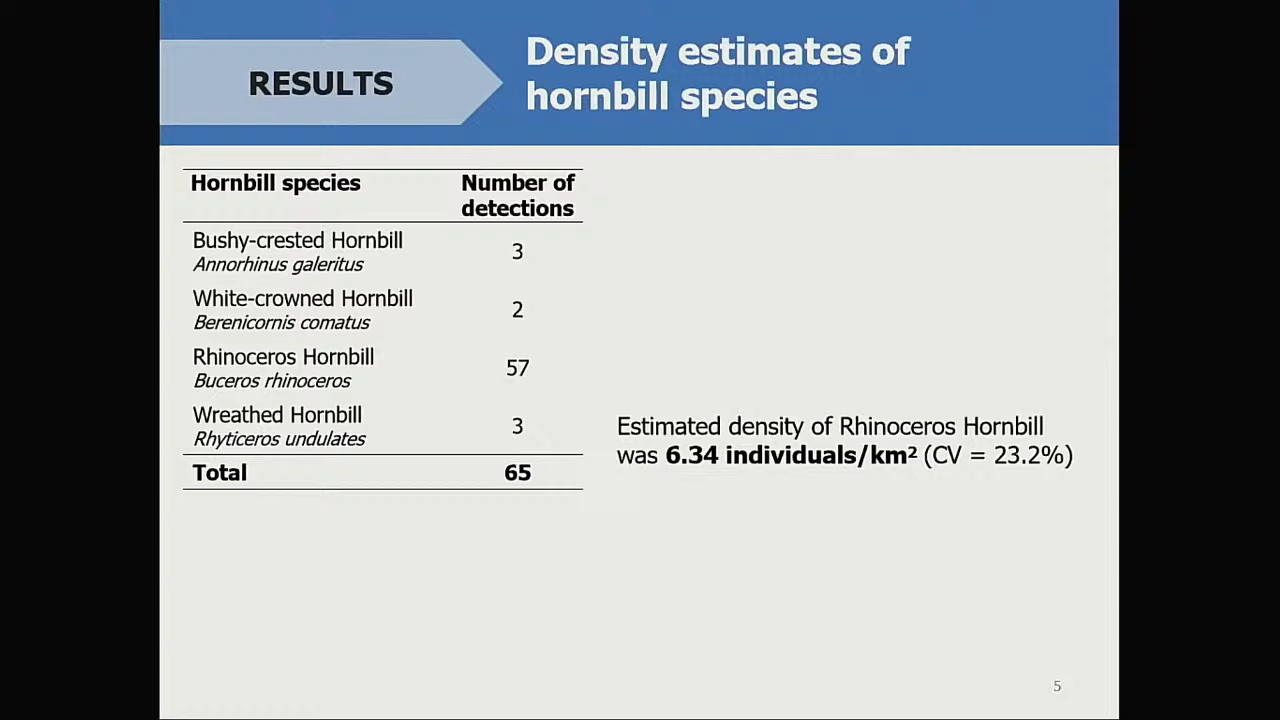 RESULTS
Density estimates of
hornbill species
Hornbill species
Number of
detections
Bushy-crested Hornbill
Annorhinus galeritus
3
White-crowned Hornbill
Berenicornis comatus
2
Rhinoceros Hornbill
Buceros rhinoceros
57
Wreathed Hornbill
Rhyticeros undulates
3
Total
65
Estimated density of Rhinoceros Hornbill
was 6.34 individuals/km² (CV = 23.2%)
5